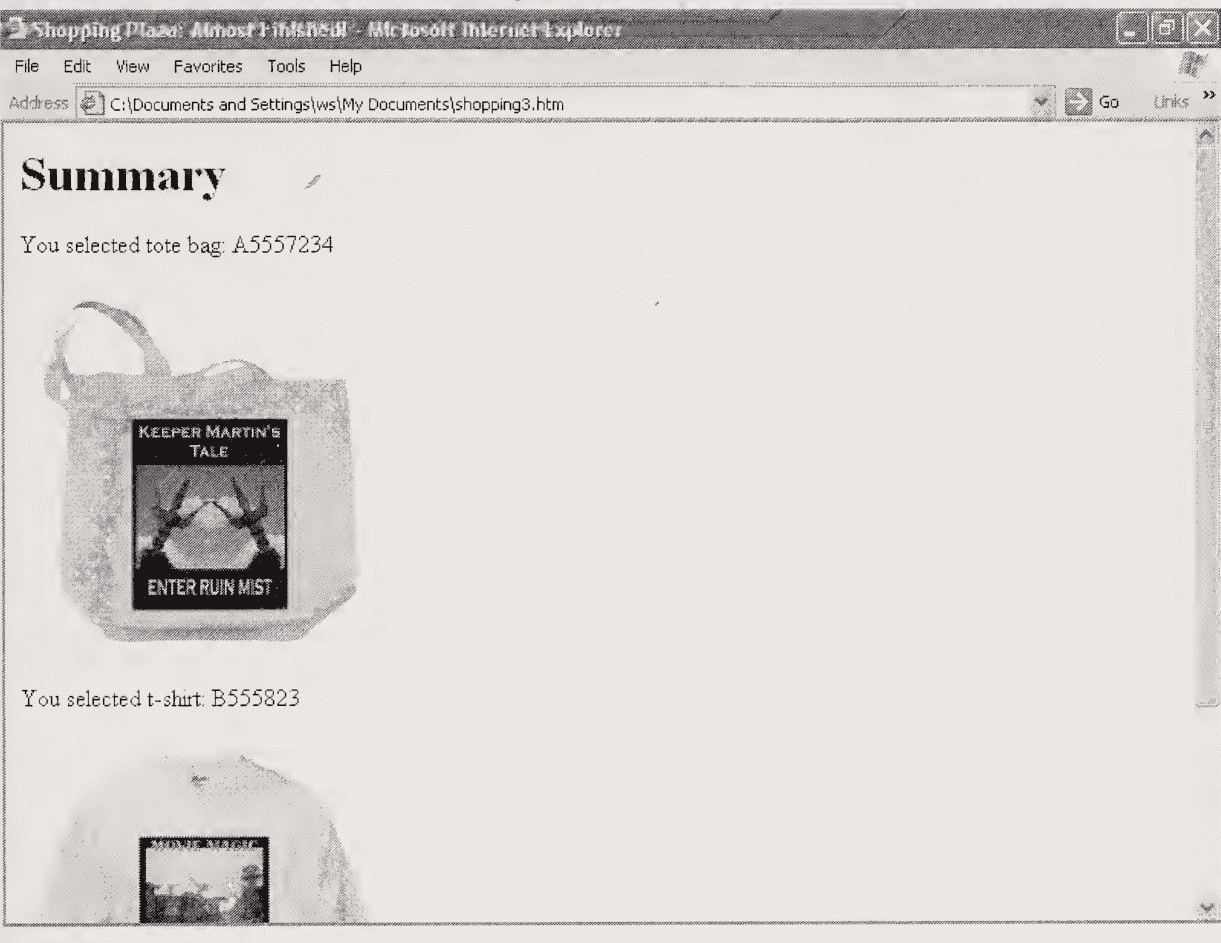 Shopping Plaza: Almost Finished! - Microsoft Internet Explorer
File Edit View Favorites Tools Help
Address C:\Documents and Settings\ws\My Documents\shopping3.htm Go Links »
Summary
You selected tote bag: A5557234
KEEPER MARTIN'S
TALE
ENTER RUIN MIST
You selected t-shirt: B555823
MOVIE MAGIC